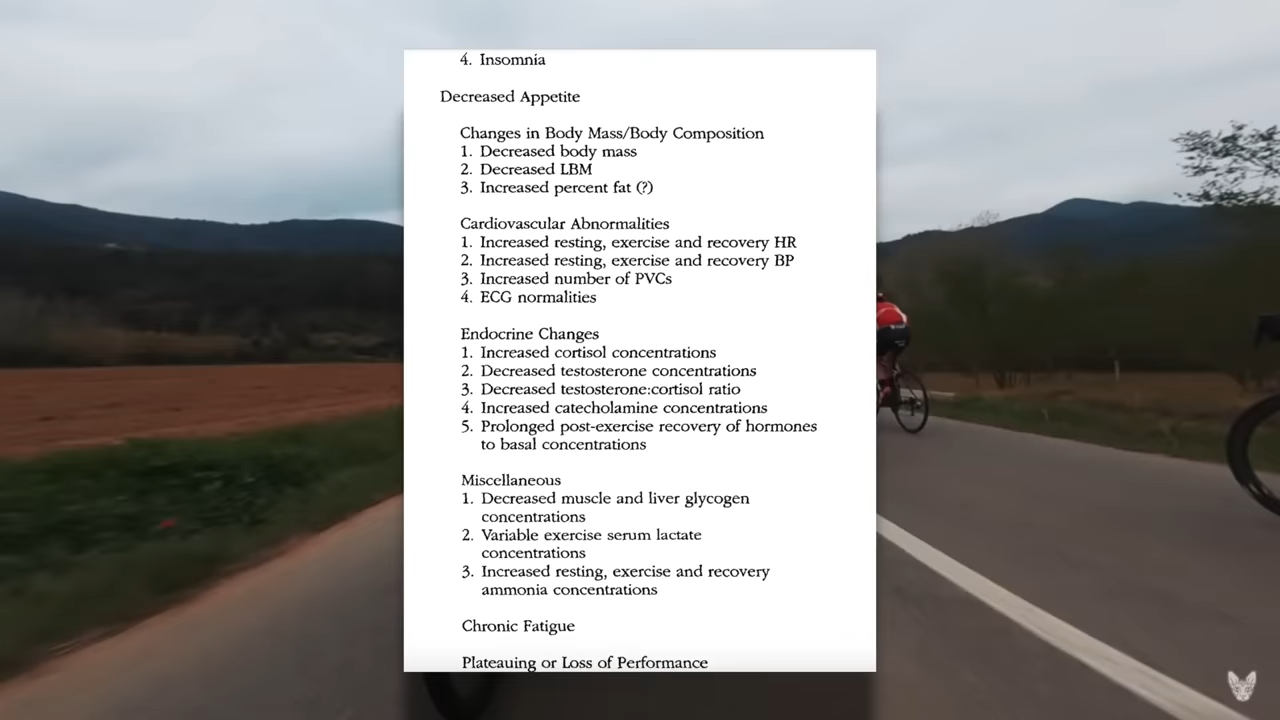 4. Insomnia
Decreased Appetite
Changes in Body Mass/Body Composition
1. Decreased body mass
2. Decreased LBM
3. Increased percent fat (?)
Cardiovascular Abnormalities
1. Increased resting, exercise and recovery HR
2. Increased resting, exercise and recovery BP
3. Increased number of PVCs
4. ECG normalities
Endocrine Changes
1. Increased cortisol concentrations
2. Decreased testosterone concentrations
3. Decreased testosterone:cortisol ratio
4. Increased catecholamine concentrations
5. Prolonged post-exercise recovery of hormones
to basal concentrations
Miscellaneous
1. Decreased muscle and liver glycogen
concentrations
2. Variable exercise serum lactate
concentrations
3. Increased resting, exercise and recovery
ammonia concentrations
Chronic Fatigue
Plateauing or Loss of Performance